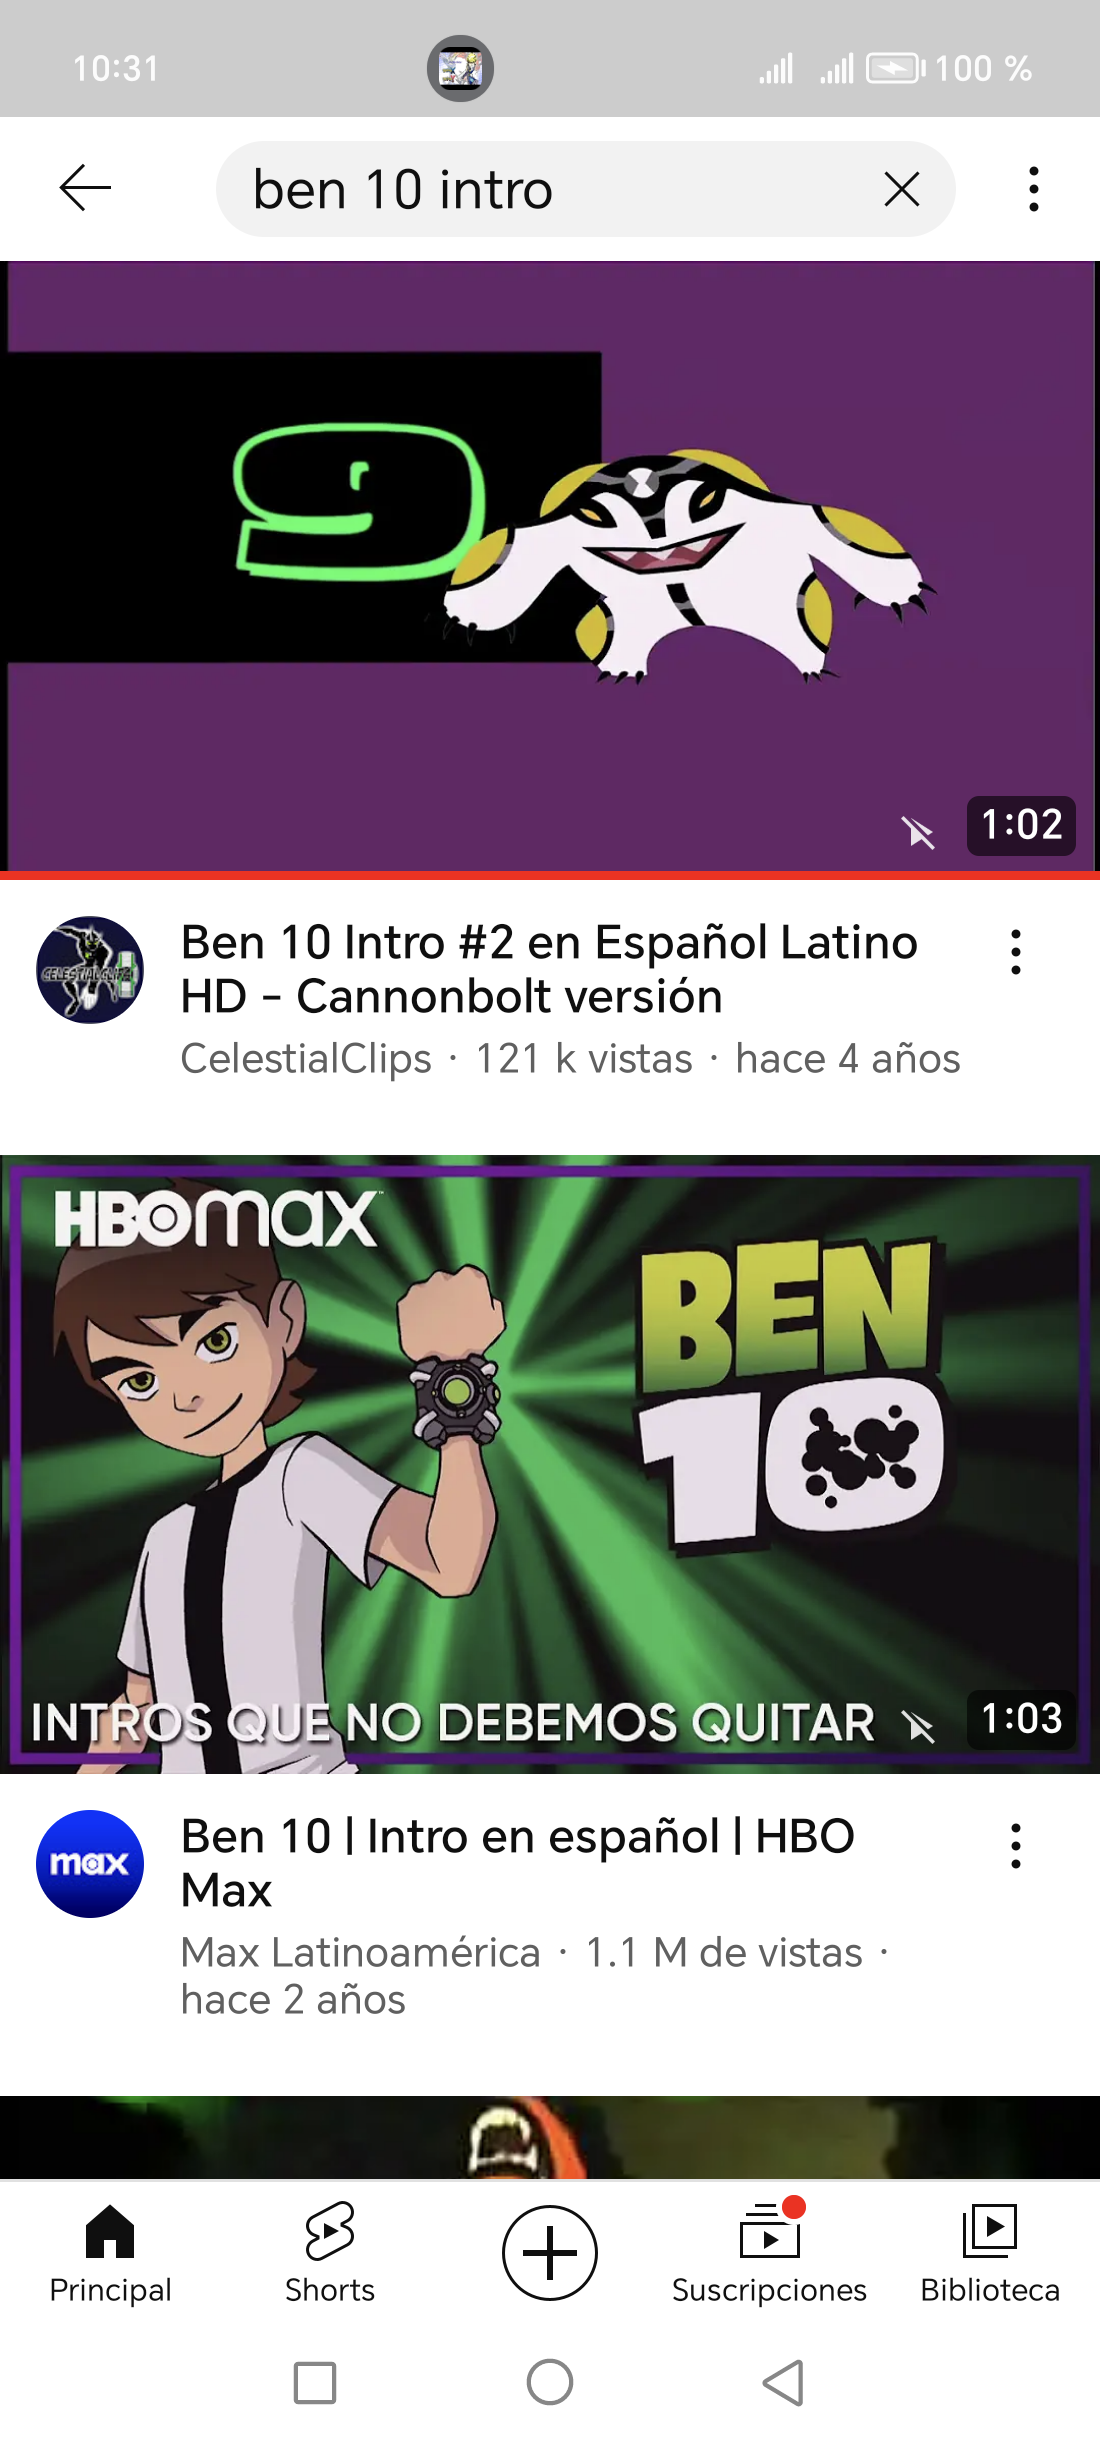 10:31
100 %
ben 10 intro
9
1:02
CELESTIALCLIPS
Ben 10 Intro #2 en Español Latino
HD - Cannonbolt versión
CelestialClips · 121 k vistas · hace 4 años
HBOmax
BEN
10
INTROS QUE NO DEBEMOS QUITAR
1:03
max
Ben 10 | Intro en español | HBO
Max
Max Latinoamérica · 1.1 M de vistas ·
hace 2 años
Principal
Shorts
Suscripciones
Biblioteca